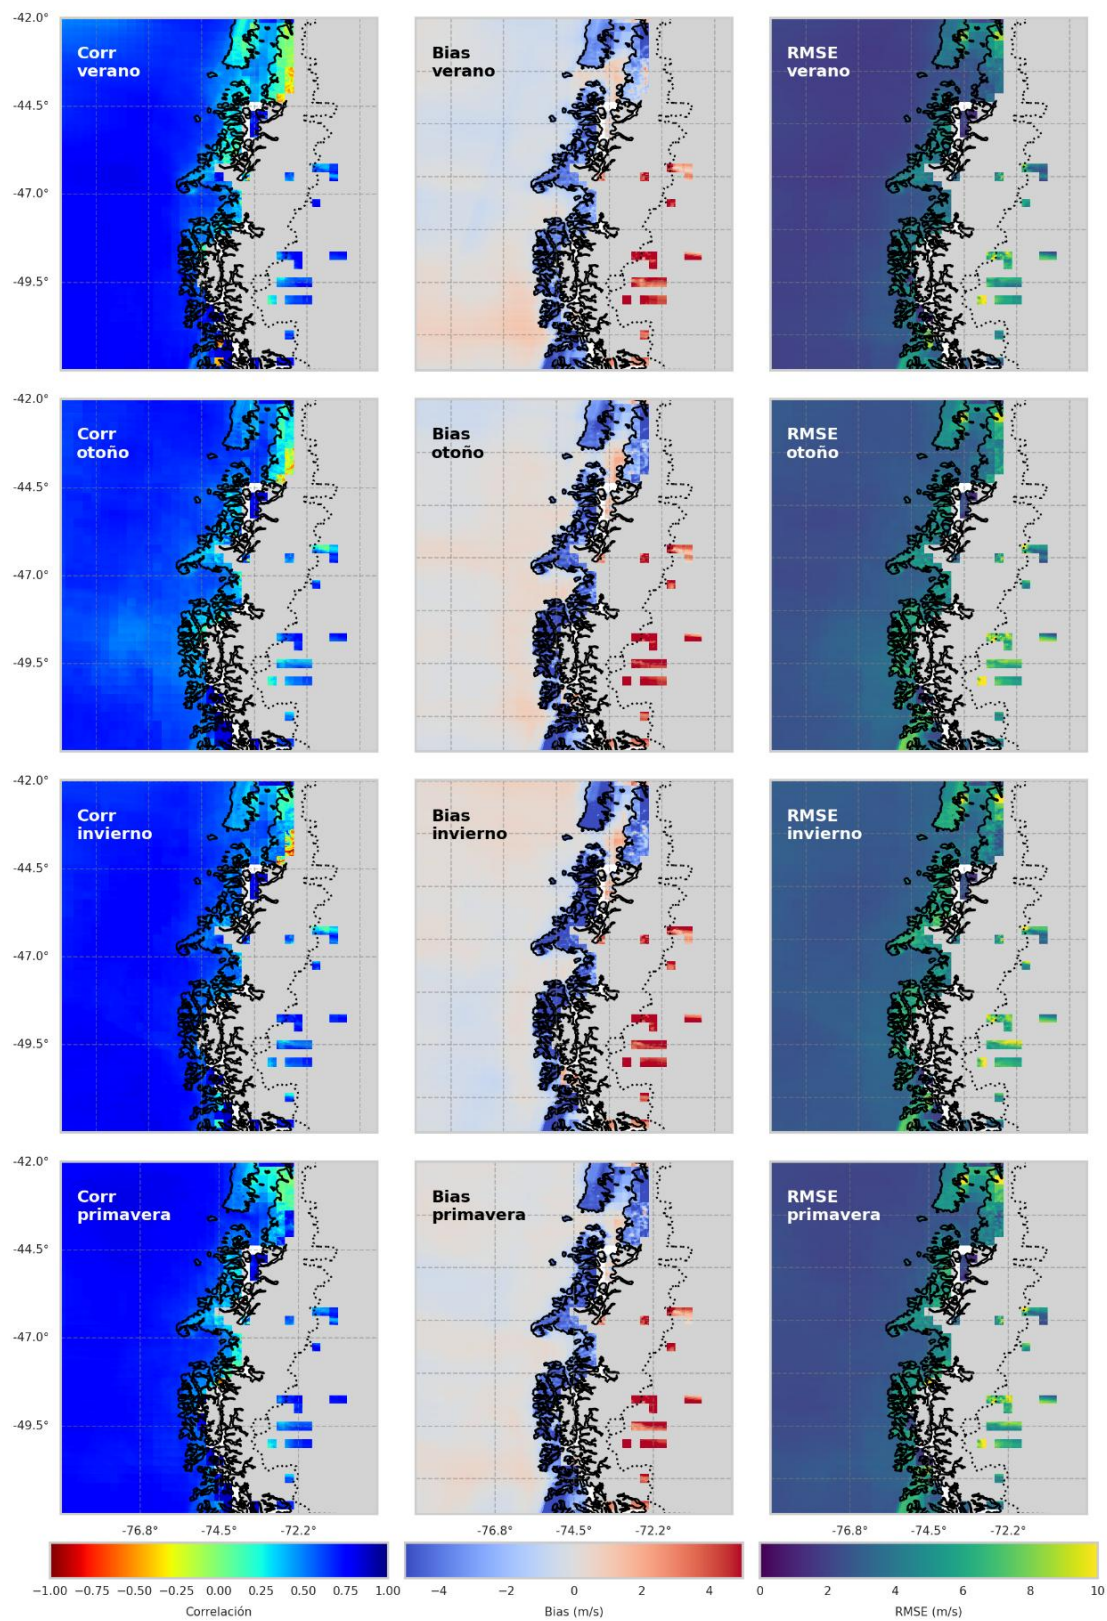 -42.0°
Corr
verano
Bias
verano
RMSE
verano
-44.5°
-47.0°
-49.5°
-42.0°
Corr
otoño
Bias
otoño
RMSE
otoño
-44.5°
-47.0°
-49.5°
-42.0°
Corr
invierno
Bias
invierno
RMSE
invierno
-44.5°
-47.0°
-49.5°
-42.0°
Corr
primavera
Bias
primavera
RMSE
primavera
-44.5°
-47.0°
-49.5°
-76.8° -74.5° -72.2° -76.8° -74.5° -72.2° -76.8° -74.5° -72.2°
−1.00 −0.75 −0.50 −0.25 0.00 0.25 0.50 0.75 1.00 −4 −2 0 2 4 0 2 4 6 8 10
Correlación Bias (m/s) RMSE (m/s)